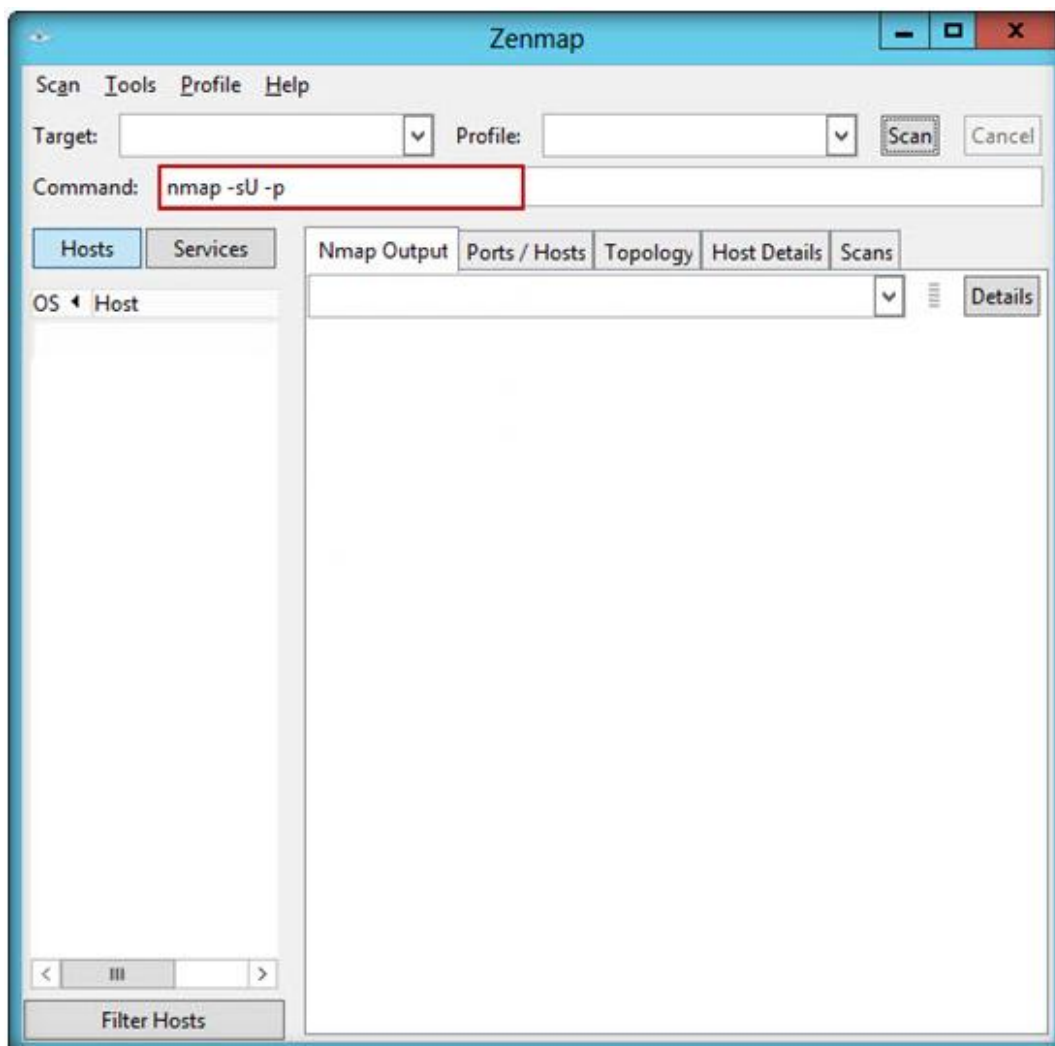 Zenmap
Scan Tools Profile Help
Target: Profile: Scan Cancel
Command: nmap -sU -p
Hosts Services Nmap Output Ports / Hosts Topology Host Details Scans
OS Host Details
Filter Hosts